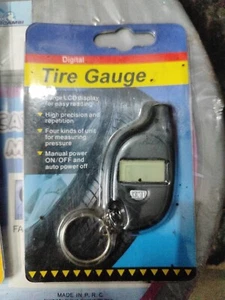 Digital
Tire Gauge
Large LCD display
for easy reading
High precision and
repetition
Four kinds of unit
for measuring
pressure
Manual power
ON/OFF and
auto power off
MADE IN P. R. C.